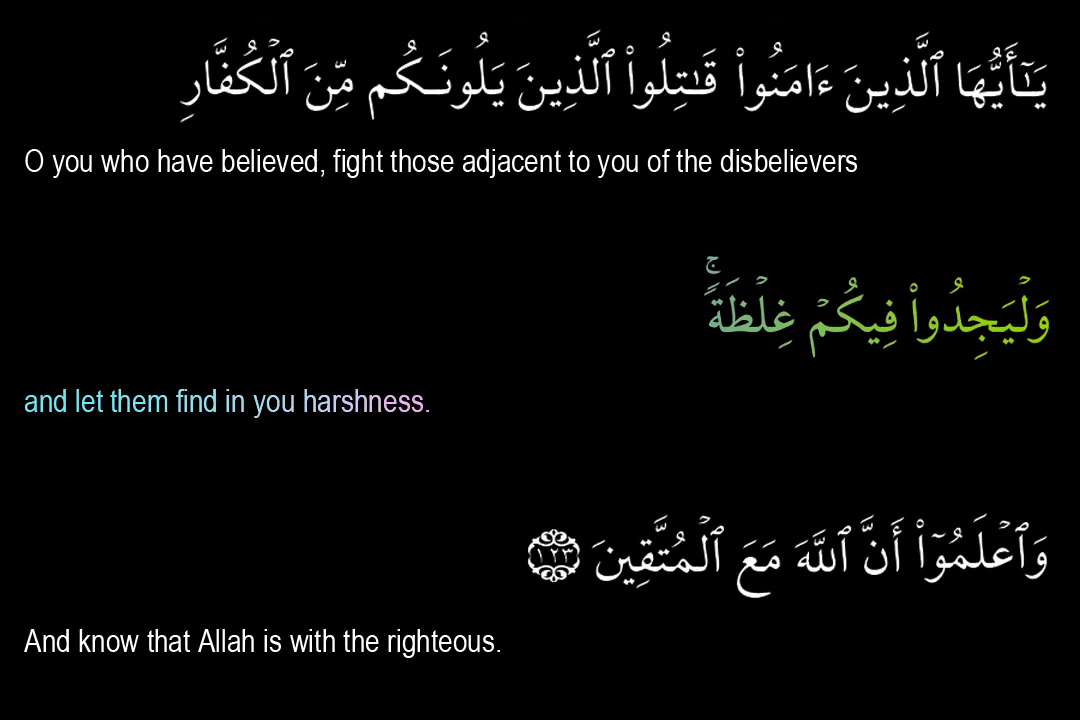 يَـٰٓأَيُّهَا ٱلَّذِينَ ءَامَنُوا۟ قَـٰتِلُوا۟ ٱلَّذِينَ يَلُونَكُم مِّنَ ٱلْكُفَّارِ
O you who have believed, fight those adjacent to you of the disbelievers
وَلْيَجِدُوا۟ فِيكُمْ غِلْظَةً ۚ
and let them find in you harshness.
وَٱعْلَمُوٓا۟ أَنَّ ٱللَّهَ مَعَ ٱلْمُتَّقِينَ ١٢٣
And know that Allah is with the righteous.